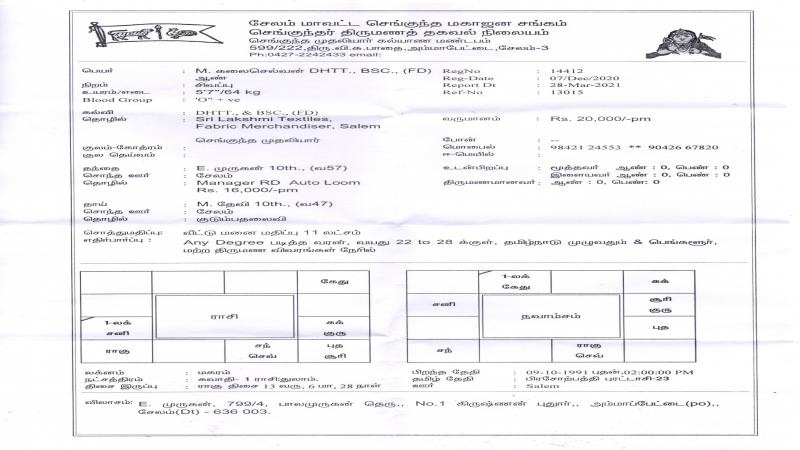 சேலம் மாவட்ட செங்குந்த மகாஜன சங்கம்
செங்குந்தர் திருமணத் தகவல் நிலையம்
செங்குந்த முதலியார் கல்யாண மண்டபம்
599/222,திரு.வி.க.பாதை,அம்மாபேட்டை,சேலம்-3
Ph:0427-2242433 email:
பெயர் : M. கலைசெல்வன் DHTT., BSC., (FD) RegNo : 14412
ஆண் Reg-Date : 07/Dec/2020
நிறம் : சிவப்பு Report Dt : 28-Mar-2021
உயரம்/எடை : 5'7"/64 kg Ref-No : 13015
Blood Group : 'O" + ve
கல்வி : DHTT., & BSC., (FD)
தொழில் : Sri Lakshmi Textiles, வருமானம் : Rs. 20,000/-pm
Fabric Merchandiser, Salem
செங்குந்த முதலியார் போன் : --
குலம்-கோத்ரம் : மொபைல் : 98421 24553 ** 90426 67820
குல தெய்வம் : ஈ-மெயில் :
தந்தை : E. முருகன் 10th., (வ57) உடன்பிறப்பு : மூத்தவர் ஆண் : 0, பெண் : 0
சொந்த ஊர் : சேலம் இளையவர் ஆண் : 0, பெண் : 0
தொழில் : Manager RD Auto Loom திருமணமானவர் : ஆண் : 0, பெண்: 0
Rs. 16,000/-pm
தாய் : M. தேவி 10th., (வ47)
சொந்த ஊர் : சேலம்
தொழில் : குடும்பதலைவி
சொத்துமதிப்பு: வீட்டு மனை மதிப்பு 11 லட்சம்
எதிர்பார்ப்பு : Any Degree படித்த வரன், வயது 22 to 28 க்குள், தமிழ்நாடு முழுவதும் & பெங்களூர்,
மற்ற திருமண விவரங்கள் நேரில்
கேது
1-லக் சனி
ராசி
சுக் குரு
ராகு
சந் செவ்
புத சூரி
1-லக் கேது
சுக்
சனி
நவாம்சம்
சூரி குரு
புத
சந்
ராகு செவ்
லக்னம் : மகரம் பிறந்த தேதி : 09-10-1991 புதன்,02:00:00 PM
நட்சத்திரம் : சுவாதி- 1 ராசி:துலாம். தமிழ் தேதி : பிரசோற்பத்தி புரட்டாசி-23
திசை இருப்பு : ராகு திசை 13 வரு, 6 மா, 28 நாள் ஊர் : Salem
விலாசம்: E. முருகன், 799/4, பாலமுருகன் தெரு,, No.1 கிருஷ்ணன் புதூர்,, அம்மாப்பேட்டை(po),,
சேலம்(Dt) - 636 003.